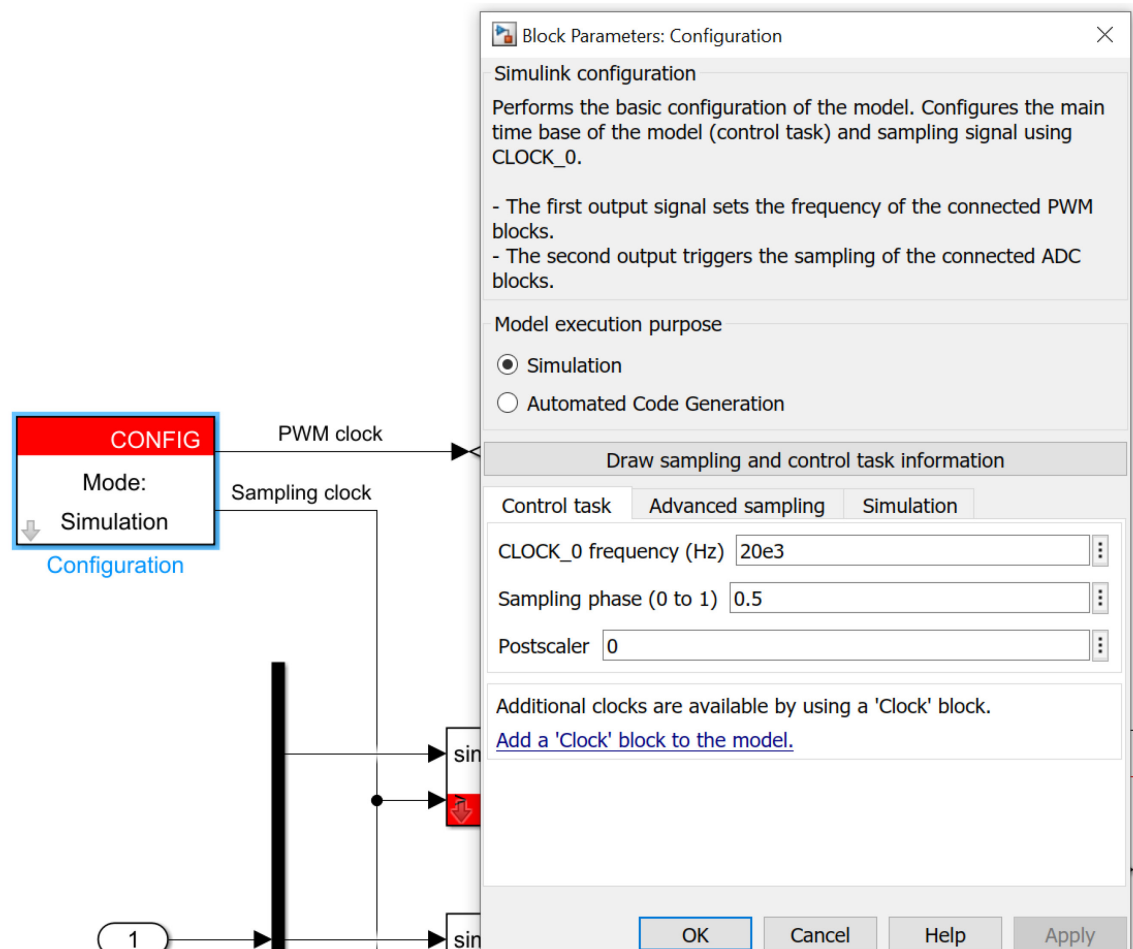 Block Parameters: Configuration
Simulink configuration
Performs the basic configuration of the model. Configures the main
time base of the model (control task) and sampling signal using
CLOCK_0.
- The first output signal sets the frequency of the connected PWM
blocks.
- The second output triggers the sampling of the connected ADC
blocks.
Model execution purpose
Simulation
Automated Code Generation
Draw sampling and control task information
Control task
Advanced sampling
Simulation
CLOCK_0 frequency (Hz) 20e3
Sampling phase (0 to 1) 0.5
Postscaler 0
Additional clocks are available by using a 'Clock' block.
Add a 'Clock' block to the model.
OK
Cancel
Help
Apply
CONFIG
Mode:
Simulation
Configuration
PWM clock
Sampling clock
sin
1
sin